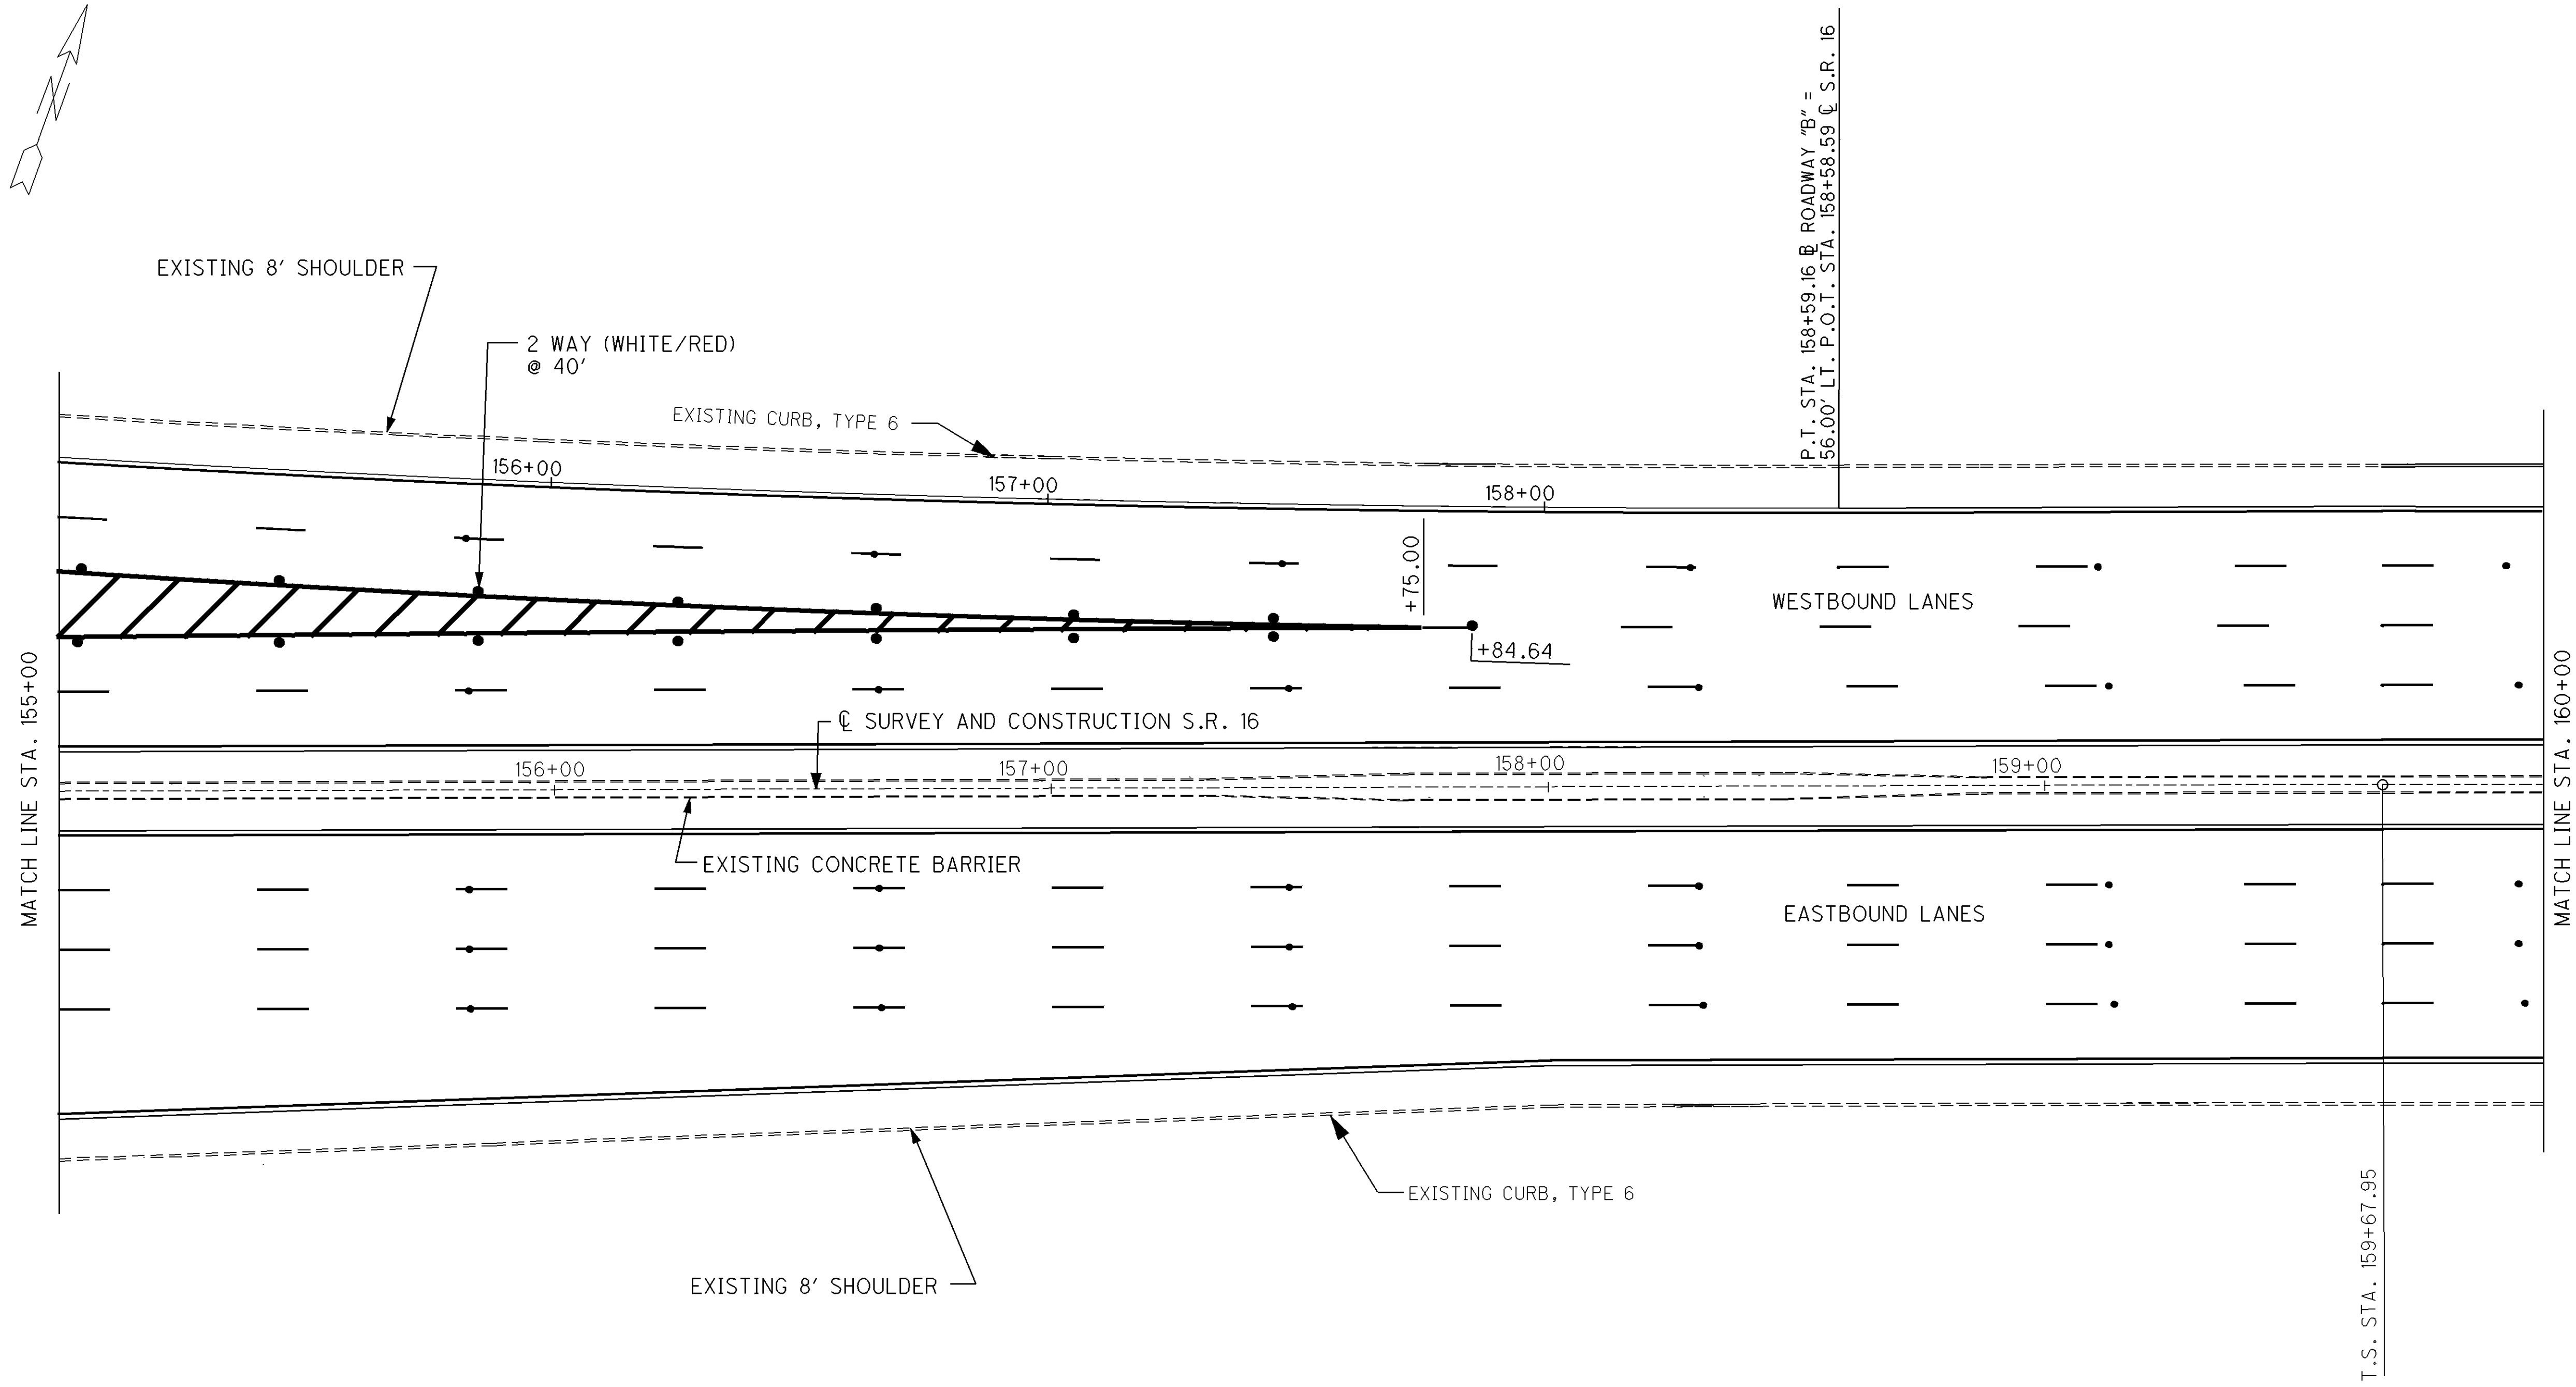 N
P.T. STA. 158+59.16 ⅊ ROADWAY "B" =
56.00' LT. P.O.T. STA. 158+58.59 ℄ S.R. 16
EXISTING 8' SHOULDER
2 WAY (WHITE/RED)
@ 40'
EXISTING CURB, TYPE 6
156+00
157+00
158+00
+75.00
WESTBOUND LANES
+84.64
MATCH LINE STA. 155+00
MATCH LINE STA. 160+00
℄ SURVEY AND CONSTRUCTION S.R. 16
156+00
157+00
158+00
159+00
EXISTING CONCRETE BARRIER
EASTBOUND LANES
EXISTING CURB, TYPE 6
EXISTING 8' SHOULDER
T.S. STA. 159+67.95